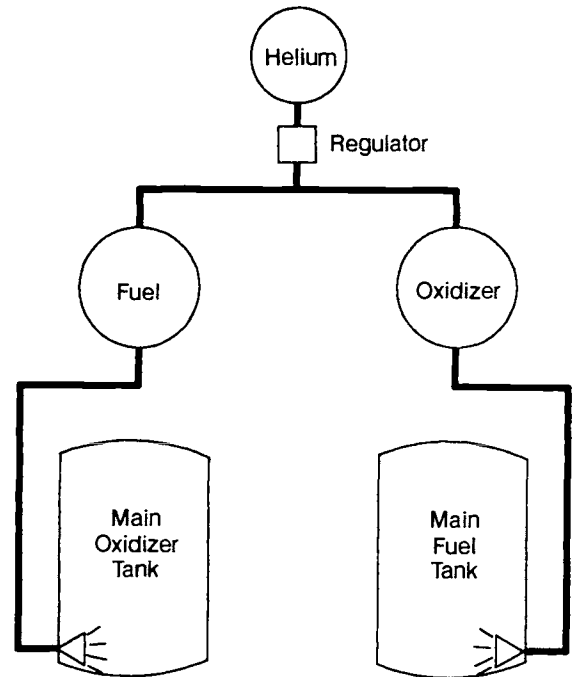 Helium
Regulator
Fuel
Oxidizer
Main
Oxidizer
Tank
Main
Fuel
Tank